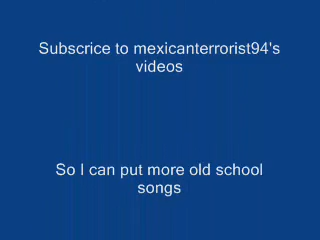 Subscrice to mexicanterrorist94's
videos
So I can put more old school
songs